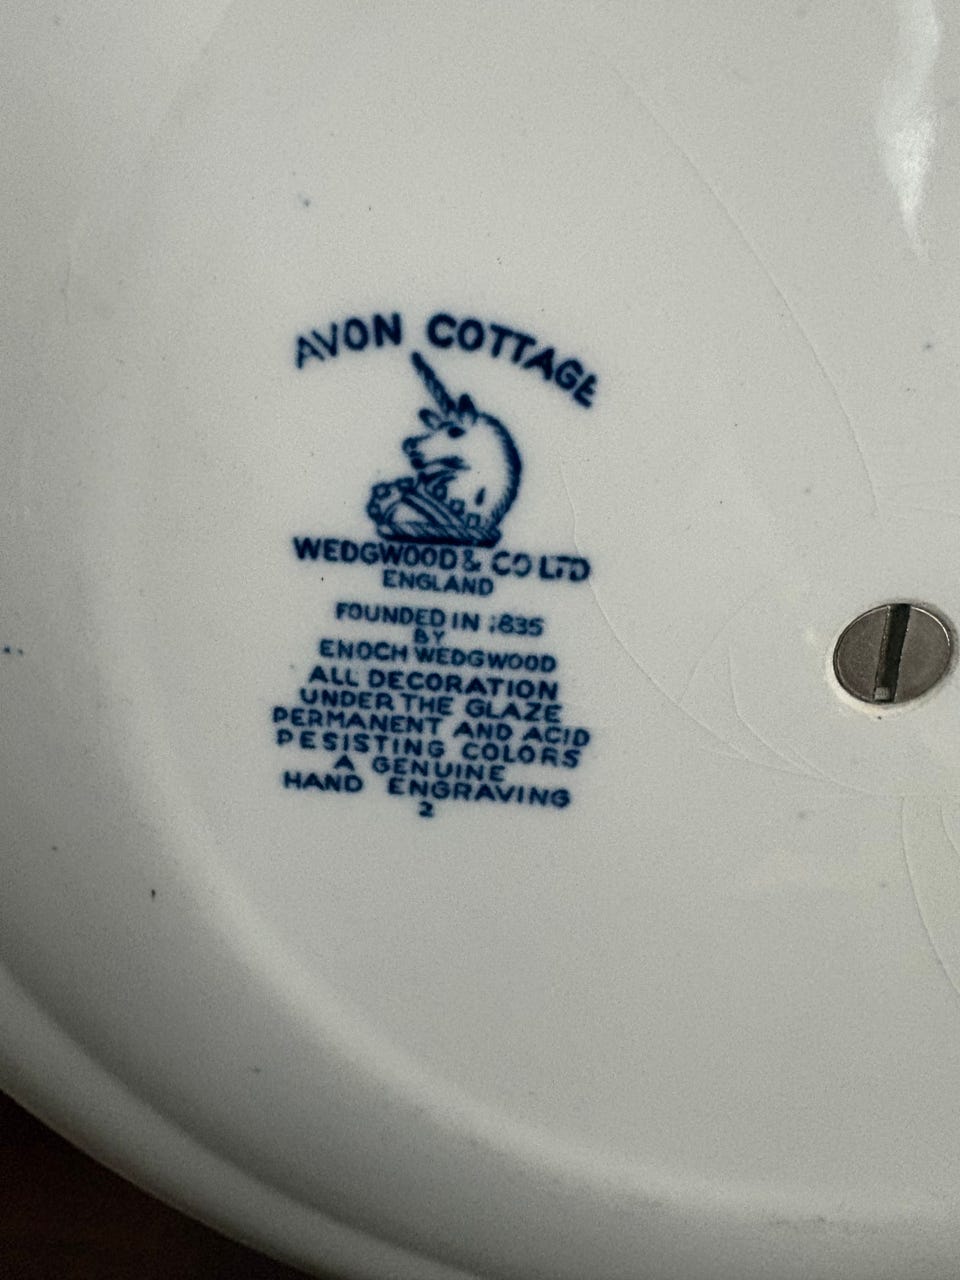 AVON COTTAGE
WEDGWOOD & CO LTD
ENGLAND
FOUNDED IN 1835
BY
ENOCH WEDGWOOD
ALL DECORATION
UNDER THE GLAZE
PERMANENT AND ACID
RESISTING COLORS
A GENUINE
HAND ENGRAVING
2